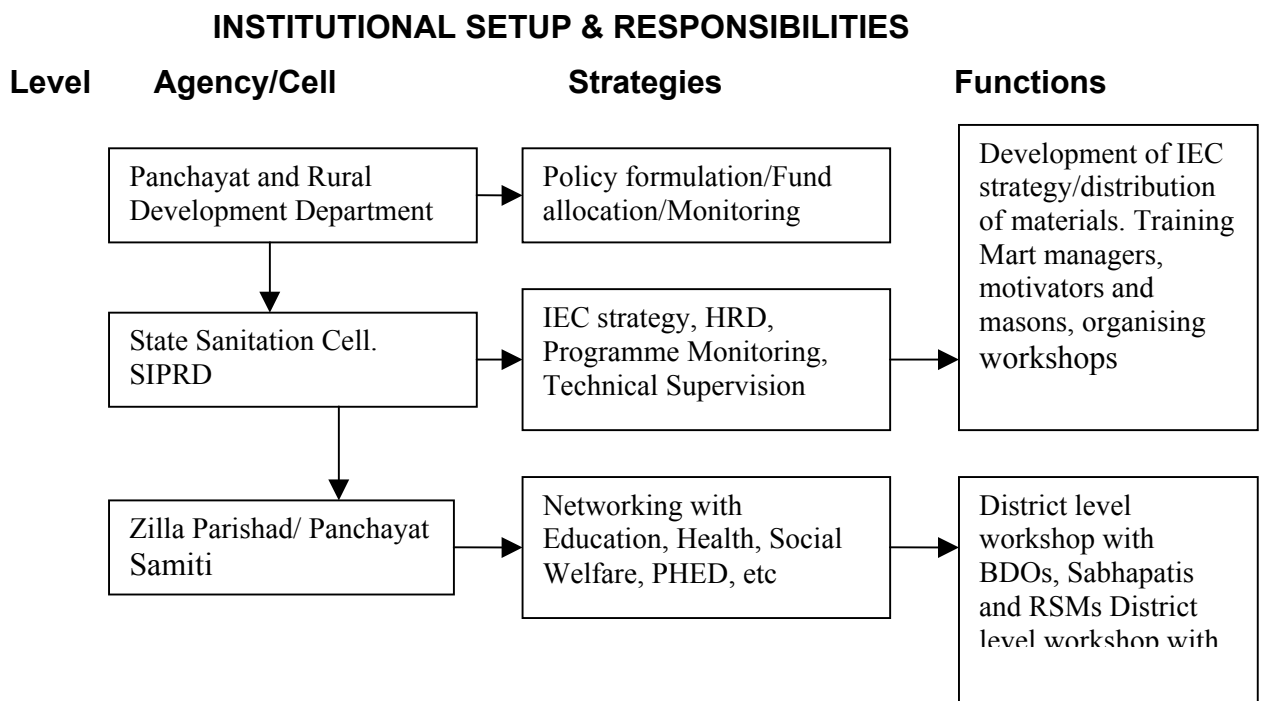 INSTITUTIONAL SETUP & RESPONSIBILITIES
Level Agency/Cell Strategies Functions
Panchayat and Rural
Development Department
Policy formulation/Fund
allocation/Monitoring
Development of IEC
strategy/distribution
of materials. Training
Mart managers,
motivators and
masons, organising
workshops
State Sanitation Cell.
SIPRD
IEC strategy, HRD,
Programme Monitoring,
Technical Supervision
Zilla Parishad/ Panchayat
Samiti
Networking with
Education, Health, Social
Welfare, PHED, etc
District level
workshop with
BDOs, Sabhapatis
and RSMs District
level workshop with